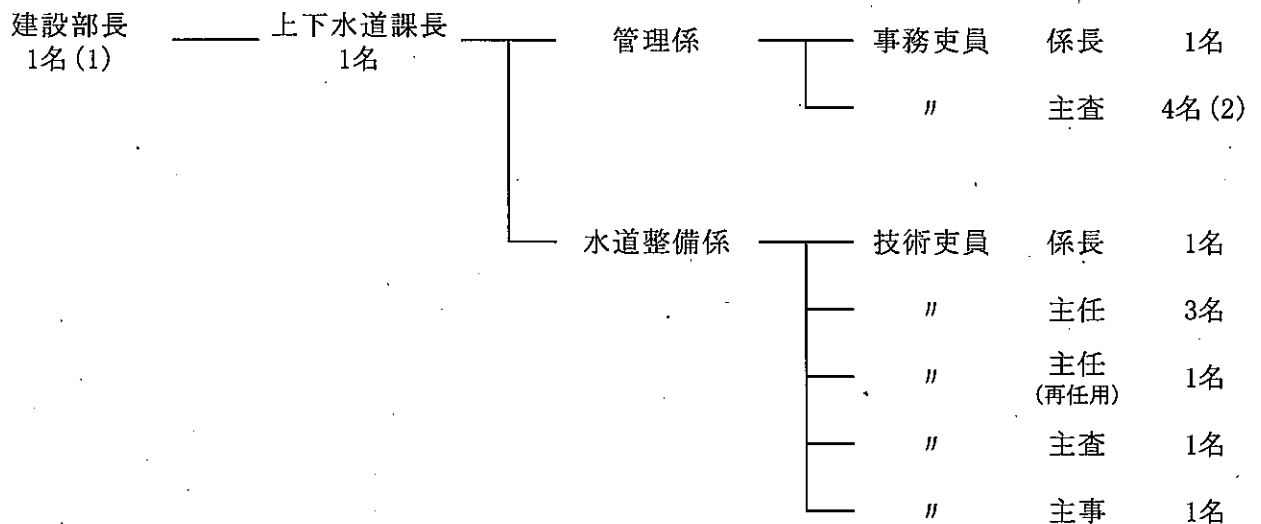 建設部長 上下水道課長 管理係 事務吏員 係長 1名
1名(1) 1名
〃 主査 4名(2)
水道整備係 技術吏員 係長 1名
〃 主任 3名
〃 主任 1名
(再任用)
〃 主査 1名
〃 主事 1名